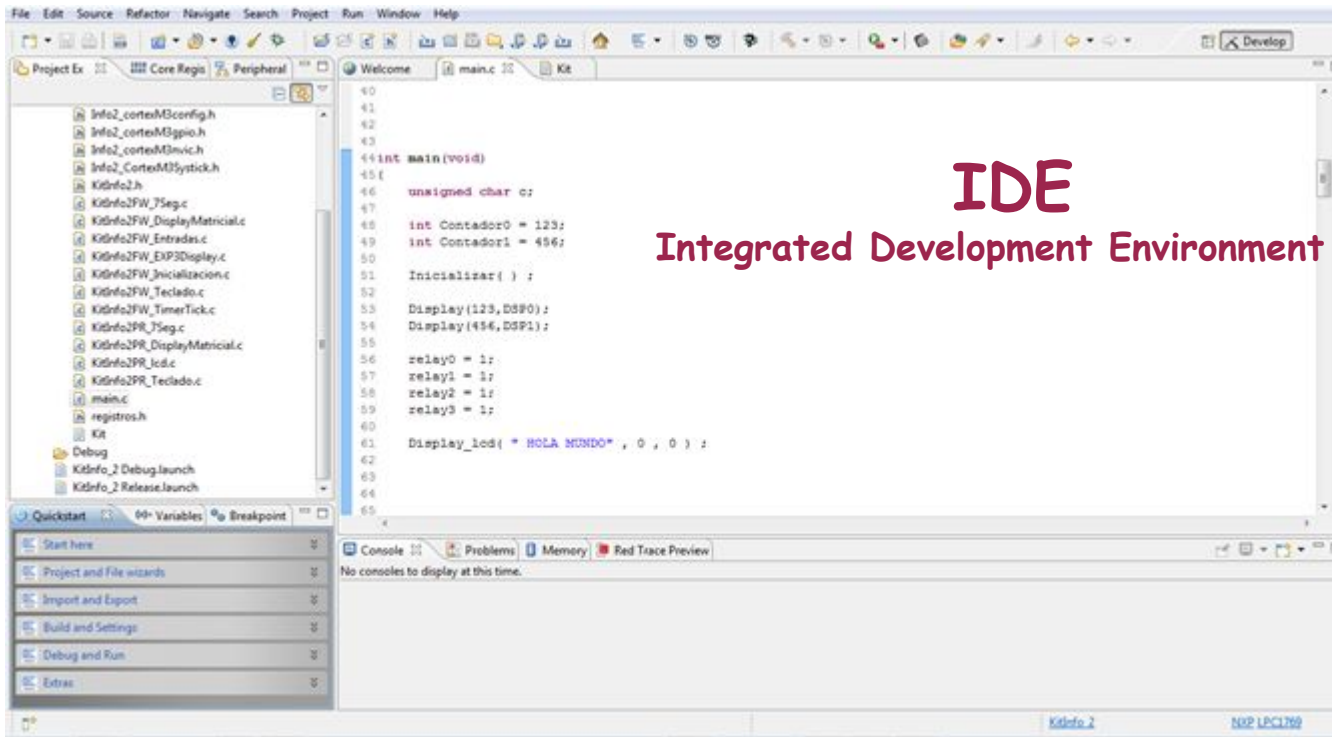 File Edit Source Refactor Navigate Search Project Run Window Help
Develop
Project Ex Core Regis Peripheral
Welcome main.c Kit
Info2_cortexM3config.h
Info2_cortexM3gpio.h
Info2_cortexM3nvic.h
Info2_CortexM3Systick.h
KitInfo2.h
KitInfo2FW_7Seg.c
KitInfo2FW_DisplayMatricial.c
KitInfo2FW_Entradas.c
KitInfo2FW_EXP3Display.c
KitInfo2FW_Inicializacion.c
KitInfo2FW_Teclado.c
KitInfo2FW_TimerTick.c
KitInfo2PR_7Seg.c
KitInfo2PR_DisplayMatricial.c
KitInfo2PR_lcd.c
KitInfo2PR_Teclado.c
main.c
registros.h
Kit
Debug
KitInfo_2 Debug.launch
KitInfo_2 Release.launch
40
41
42
43
44 int main(void)
45 {
46 unsigned char c;
47
48 int Contador0 = 123;
49 int Contador1 = 456;
50
51 Inicializar( ) ;
52
53 Display(123,DSP0);
54 Display(456,DSP1);
55
56 relay0 = 1;
57 relay1 = 1;
58 relay2 = 1;
59 relay3 = 1;
60
61 Display_lcd( " HOLA MUNDO" , 0 , 0 ) ;
62
63
64
65
IDE
Integrated Development Environment
Quickstart Variables Breakpoint
Start here
Project and File wizards
Import and Export
Build and Settings
Debug and Run
Extras
Console Problems Memory Red Trace Preview
No consoles to display at this time.
KitInfo_2 NXP LPC1769